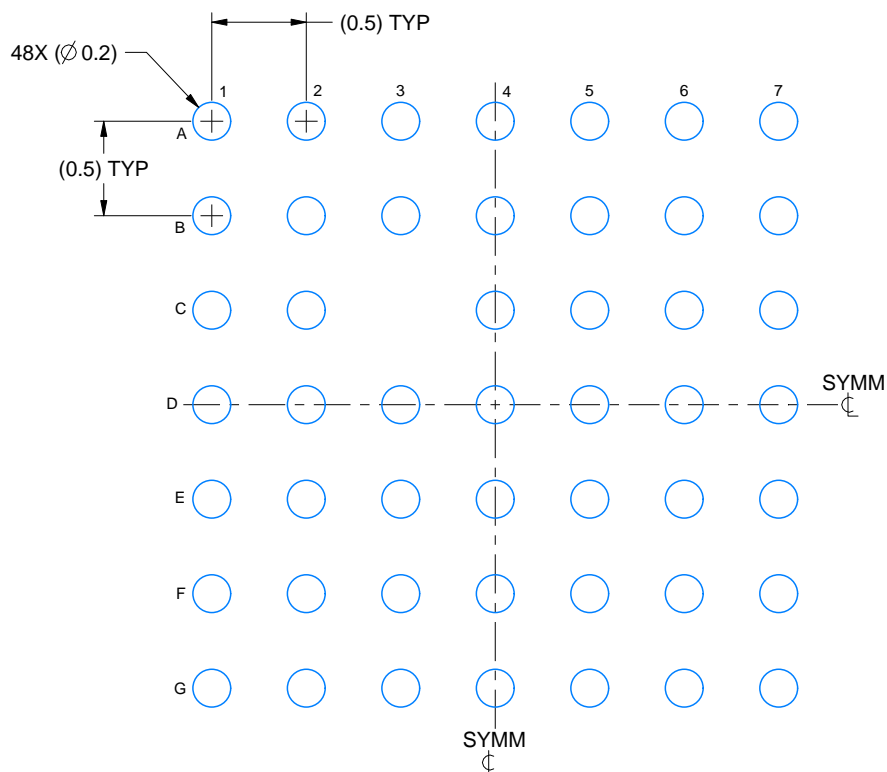 (0.5) TYP
48X (∅ 0.2)
1 2 3 4 5 6 7
A
(0.5) TYP
B
C
D
SYMM
℄
E
F
G
SYMM
℄